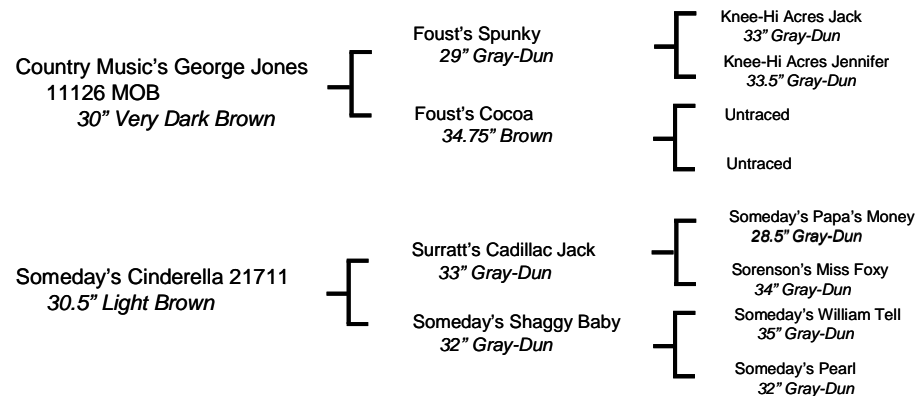 Country Music’s George Jones
11126 MOB
30” Very Dark Brown
Foust’s Spunky
29” Gray-Dun
Foust’s Cocoa
34.75” Brown
Knee-Hi Acres Jack
33” Gray-Dun
Knee-Hi Acres Jennifer
33.5” Gray-Dun
Untraced
Untraced
Someday’s Cinderella 21711
30.5” Light Brown
Surratt’s Cadillac Jack
33” Gray-Dun
Someday’s Shaggy Baby
32” Gray-Dun
Someday’s Papa’s Money
28.5” Gray-Dun
Sorenson’s Miss Foxy
34” Gray-Dun
Someday’s William Tell
35” Gray-Dun
Someday’s Pearl
32” Gray-Dun